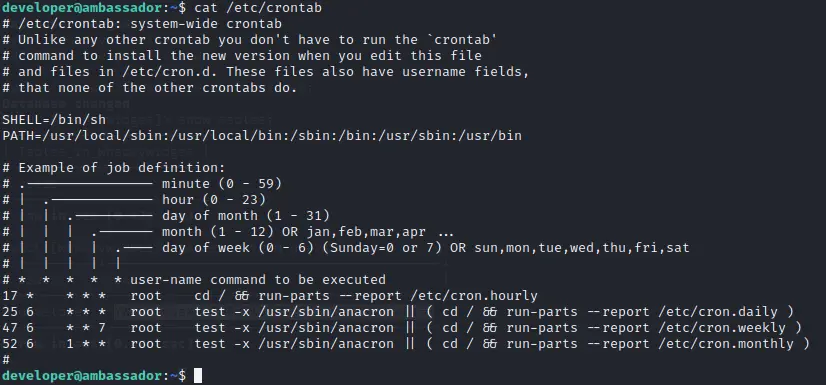 developer@ambassador:~$ cat /etc/crontab
# /etc/crontab: system-wide crontab
# Unlike any other crontab you don't have to run the `crontab'
# command to install the new version when you edit this file
# and files in /etc/cron.d. These files also have username fields,
# that none of the other crontabs do.

SHELL=/bin/sh
PATH=/usr/local/sbin:/usr/local/bin:/sbin:/bin:/usr/sbin:/usr/bin

# Example of job definition:
# .---------------- minute (0 - 59)
# |  .------------- hour (0 - 23)
# |  |  .---------- day of month (1 - 31)
# |  |  |  .------- month (1 - 12) OR jan,feb,mar,apr ...
# |  |  |  |  .---- day of week (0 - 6) (Sunday=0 or 7) OR sun,mon,tue,wed,thu,fri,sat
# |  |  |  |  |
# *  *  *  *  * user-name command to be executed
17 *    * * *   root    cd / && run-parts --report /etc/cron.hourly
25 6    * * *   root    test -x /usr/sbin/anacron || ( cd / && run-parts --report /etc/cron.daily )
47 6    * * 7   root    test -x /usr/sbin/anacron || ( cd / && run-parts --report /etc/cron.weekly )
52 6    1 * *   root    test -x /usr/sbin/anacron || ( cd / && run-parts --report /etc/cron.monthly )
#
developer@ambassador:~$